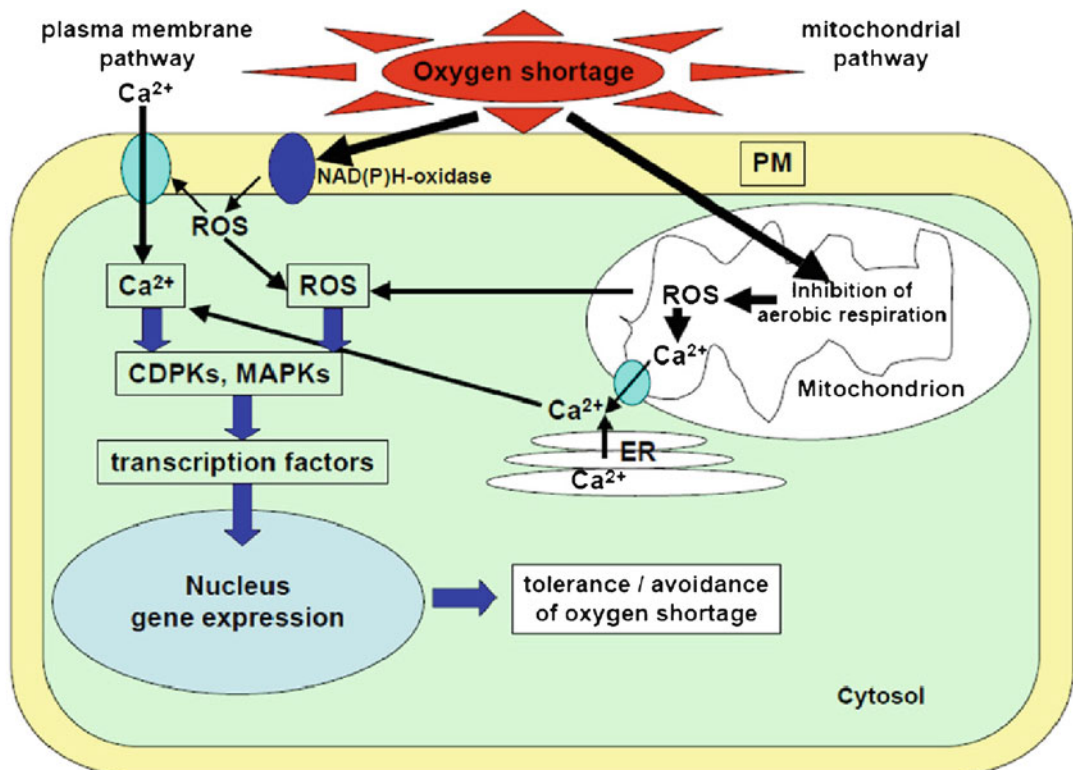 plasma membrane
pathway
Ca²⁺
Oxygen shortage
mitochondrial
pathway
NAD(P)H-oxidase
PM
ROS
Ca²⁺
ROS
ROS
Inhibition of
aerobic respiration
Ca²⁺
Mitochondrion
CDPKs, MAPKs
Ca²⁺
ER
Ca²⁺
transcription factors
Nucleus
gene expression
tolerance / avoidance
of oxygen shortage
Cytosol